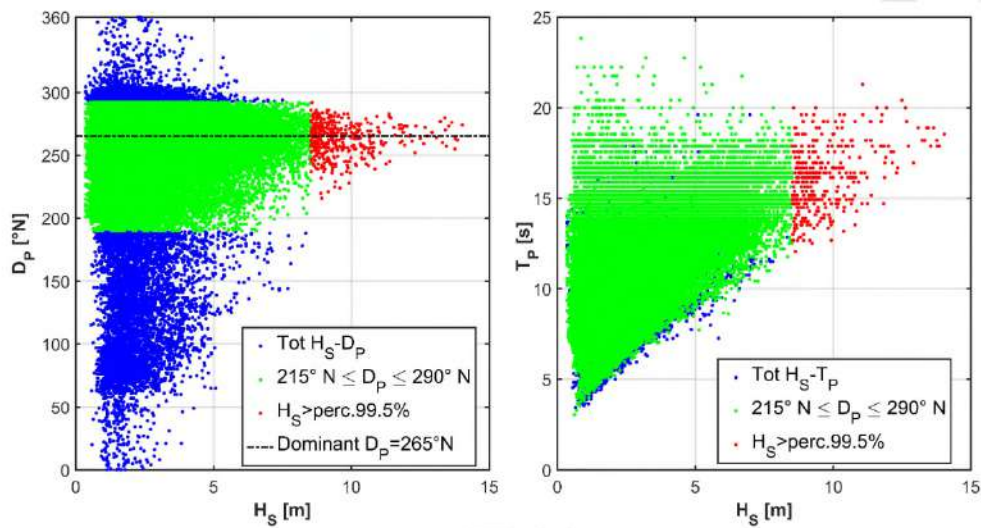 360
300
250
200
150
100
50
0
D_P [°N]
Tot H_S-D_P
215° N ≤ D_P ≤ 290° N
H_S>perc.99.5%
Dominant D_P=265°N
0 5 10 15
H_S [m]
25
20
15
10
5
0
T_P [s]
Tot H_S-T_P
215° N ≤ D_P ≤ 290° N
H_S>perc.99.5%
0 5 10 15
H_S [m]